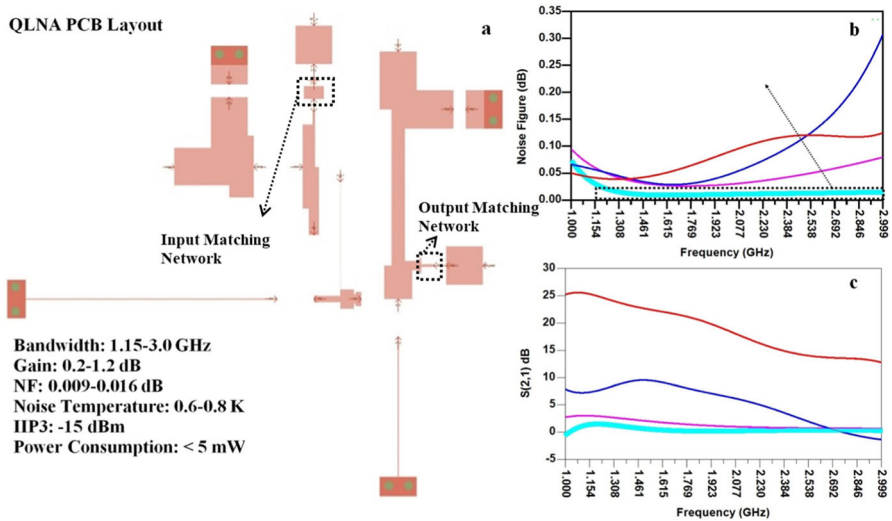 QLNA PCB Layout
a
Input Matching
Network
Output Matching
Network
Bandwidth: 1.15-3.0 GHz
Gain: 0.2-1.2 dB
NF: 0.009-0.016 dB
Noise Temperature: 0.6-0.8 K
IIP3: -15 dBm
Power Consumption: < 5 mW
b
Noise Figure (dB)
0.35
0.30
0.25
0.20
0.15
0.10
0.05
0.00
1.000 1.154 1.308 1.461 1.615 1.769 1.923 2.077 2.230 2.384 2.538 2.692 2.846 2.999
Frequency (GHz)
c
S(2,1) dB
30
25
20
15
10
5
0
-5
1.000 1.154 1.308 1.461 1.615 1.769 1.923 2.077 2.230 2.384 2.538 2.692 2.846 2.999
Frequency (GHz)